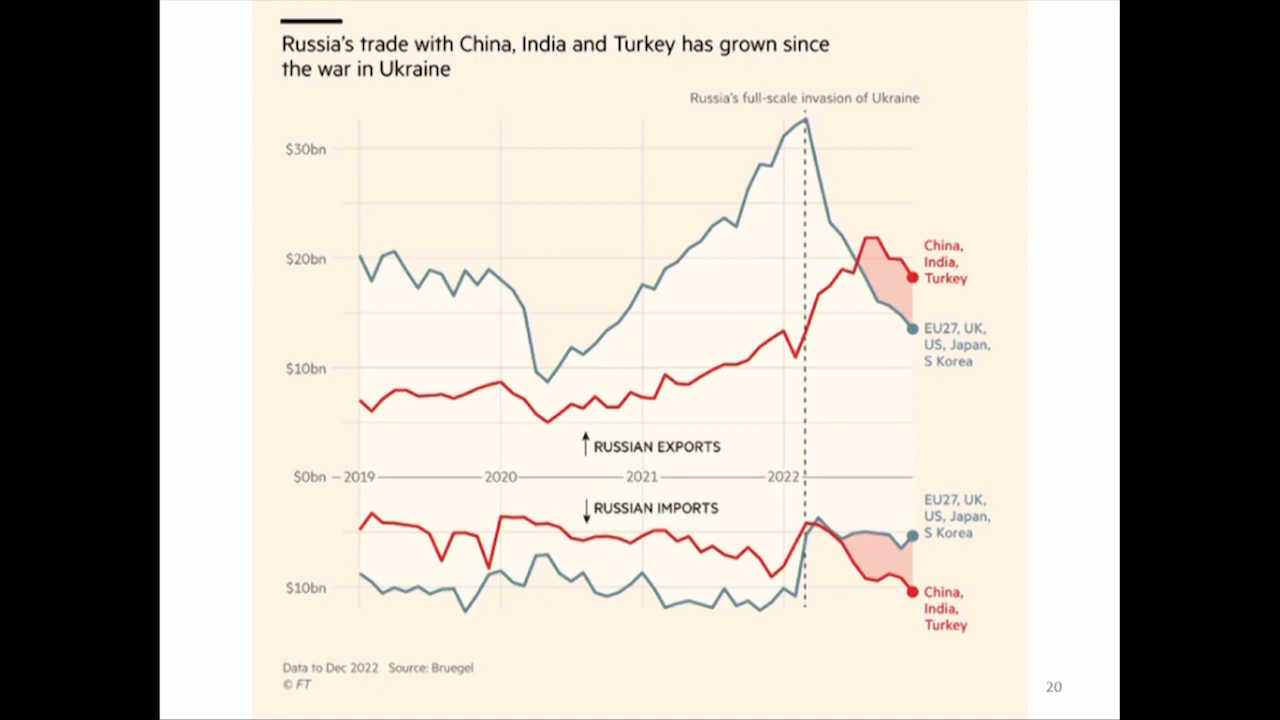 Russia's trade with China, India and Turkey has grown since
the war in Ukraine
Russia's full-scale invasion of Ukraine
$30bn
$20bn
$10bn
$0bn
2019
2020
2021
2022
$10bn
China,
India,
Turkey
EU27, UK,
US, Japan,
S Korea
RUSSIAN EXPORTS
RUSSIAN IMPORTS
EU27, UK,
US, Japan,
S Korea
China,
India,
Turkey
Data to Dec 2022 Source: Bruegel
© FT
20